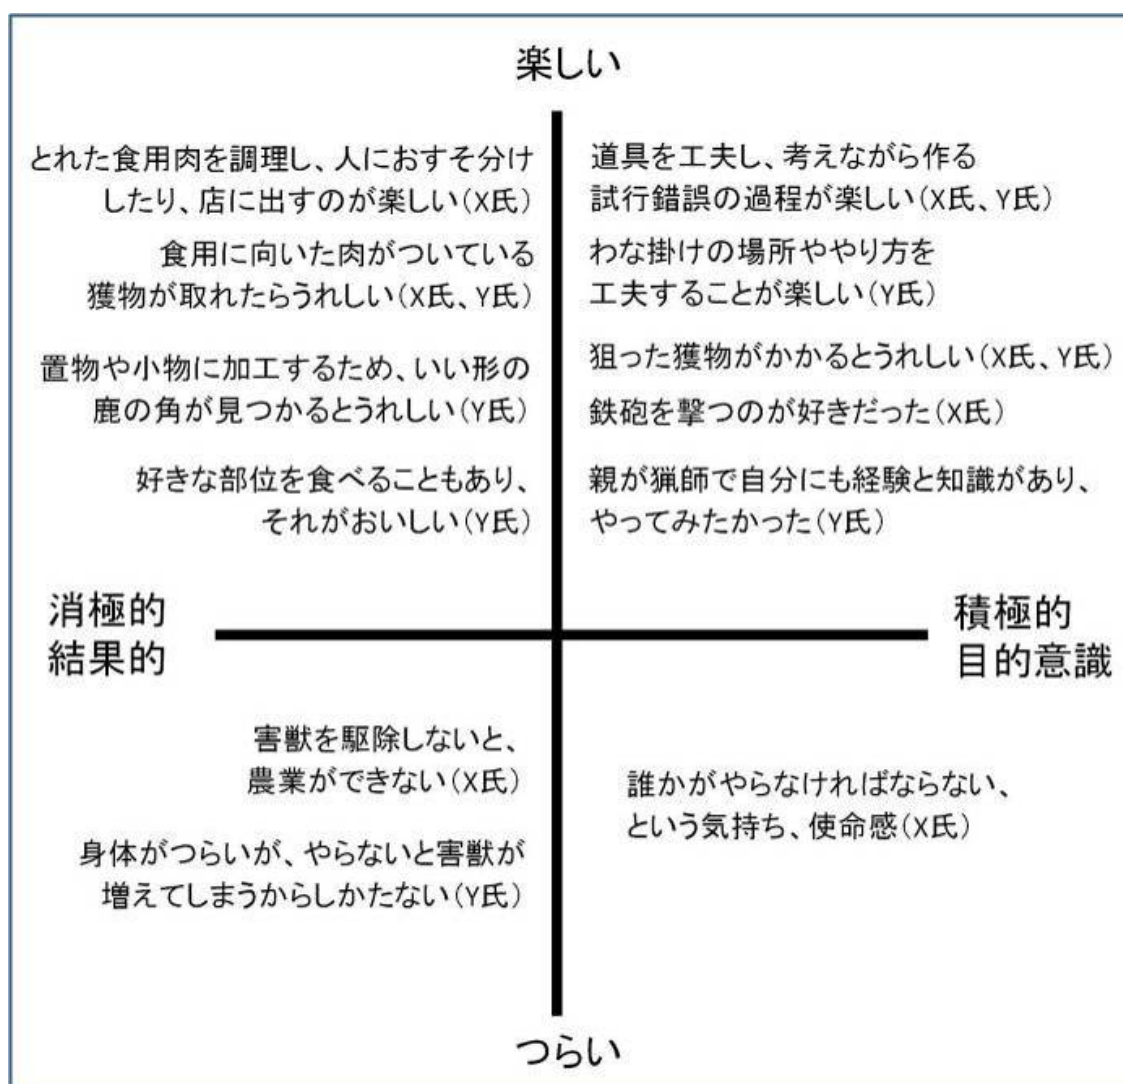 楽しい
とれた食用肉を調理し、人におすそ分け
したり、店に出すのが楽しい(X氏)
食用に向いた肉がついている
獲物が取れたらうれしい(X氏、Y氏)
置物や小物に加工するため、いい形の
鹿の角が見つかるとうれしい(Y氏)
好きな部位を食べることもあり、
それがおいしい(Y氏)
道具を工夫し、考えながら作る
試行錯誤の過程が楽しい(X氏、Y氏)
わな掛けの場所ややり方を
工夫することが楽しい(Y氏)
狙った獲物がかかるとうれしい(X氏、Y氏)
鉄砲を撃つのが好きだった(X氏)
親が猟師で自分にも経験と知識があり、
やってみたかった(Y氏)
消極的
結果的
積極的
目的意識
害獣を駆除しないと、
農業ができない(X氏)
身体がつらいが、やらないと害獣が
増えてしまうからしかたない(Y氏)
誰かがやらなければならない、
という気持ち、使命感(X氏)
つらい